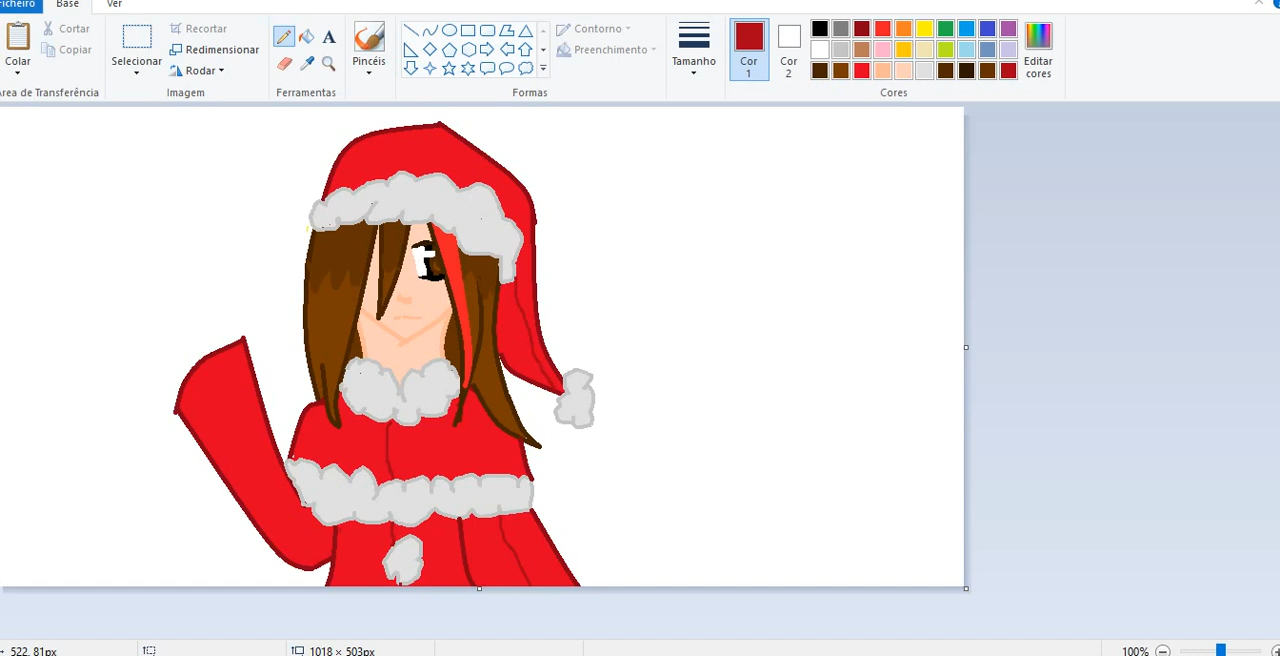 Ficheiro Base Ver
Cortar
Copiar
Colar
Selecionar
Recortar
Redimensionar
Rodar
A
Pincéis
Contorno
Preenchimento
Tamanho
Cor
1
Cor
2
Editar
cores
Área de Transferência Imagem Ferramentas Formas Cores
522, 81px 1018 × 503px 100%